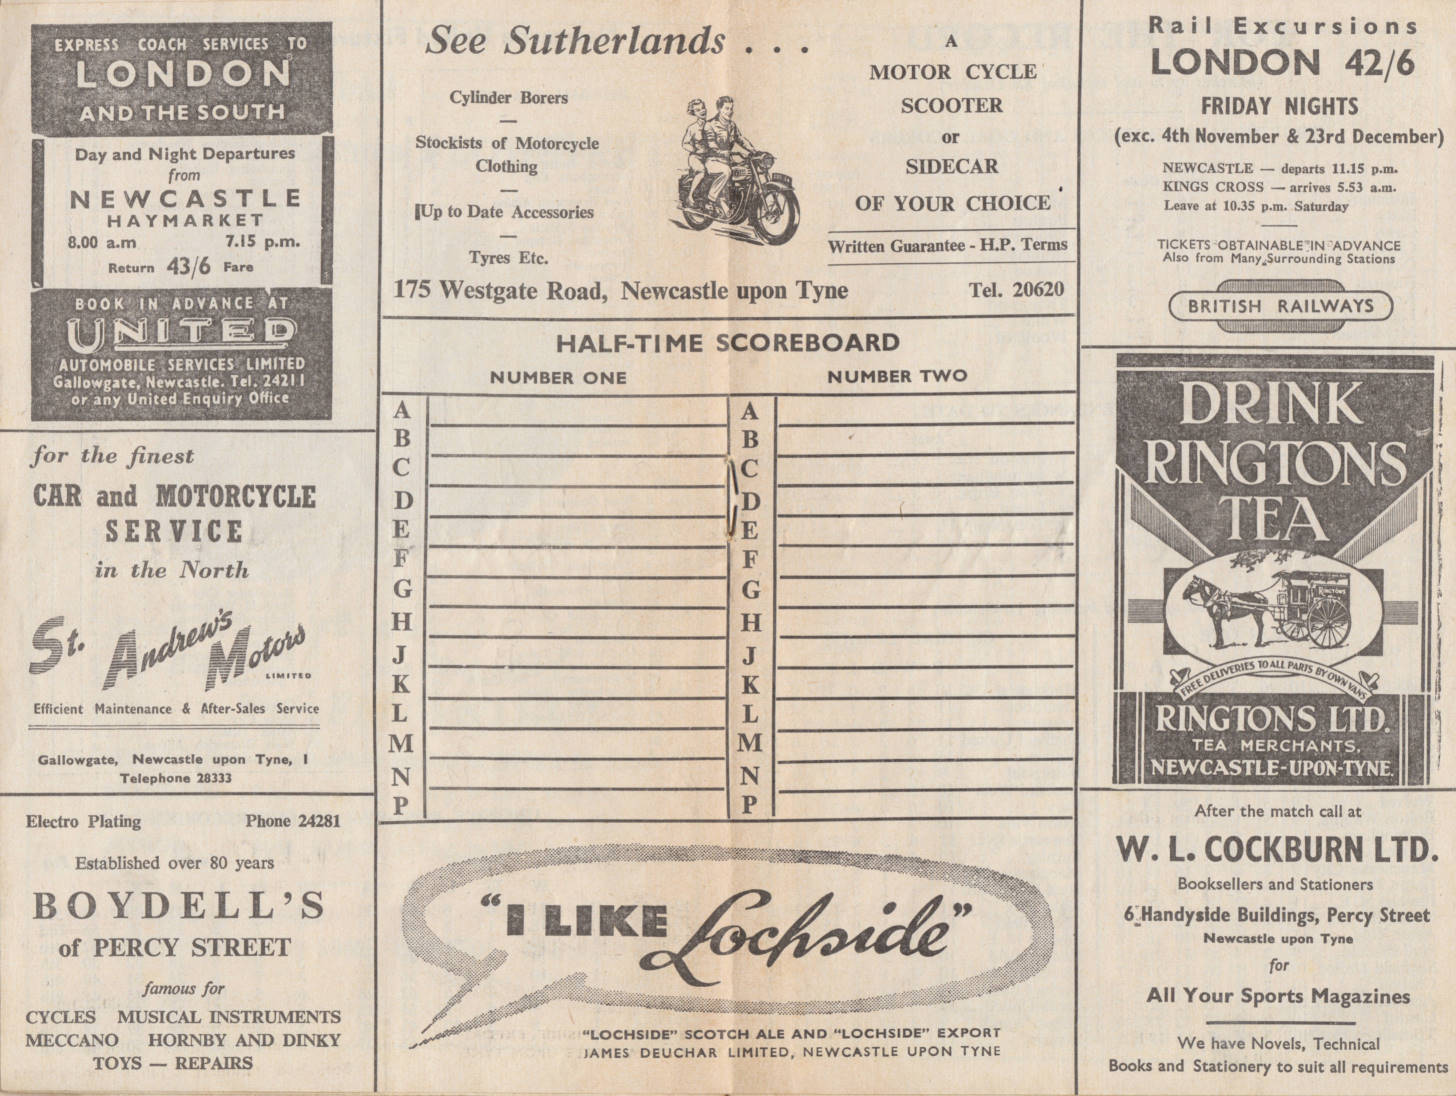 EXPRESS COACH SERVICES TO
LONDON
AND THE SOUTH
Day and Night Departures
from
NEWCASTLE
HAYMARKET
8.00 a.m 7.15 p.m.
Return 43/6 Fare
BOOK IN ADVANCE AT
UNITED
AUTOMOBILE SERVICES LIMITED
Gallowgate, Newcastle. Tel. 24211
or any United Enquiry Office
for the finest
CAR and MOTORCYCLE
SERVICE
in the North
St. Andrew's Motors
LIMITED
Efficient Maintenance & After-Sales Service
Gallowgate, Newcastle upon Tyne, 1
Telephone 28333
Electro Plating Phone 24281
Established over 80 years
BOYDELL'S
of PERCY STREET
famous for
CYCLES MUSICAL INSTRUMENTS
MECCANO HORNBY AND DINKY
TOYS — REPAIRS
See Sutherlands . . .
Cylinder Borers
—
Stockists of Motorcycle
Clothing
—
Up to Date Accessories
—
Tyres Etc.
A
MOTOR CYCLE
SCOOTER
or
SIDECAR
OF YOUR CHOICE
Written Guarantee - H.P. Terms
175 Westgate Road, Newcastle upon Tyne Tel. 20620
HALF-TIME SCOREBOARD
NUMBER ONE NUMBER TWO
A A
B B
C C
D D
E E
F F
G G
H H
J J
K K
L L
M M
N N
P P
"I LIKE Lochside"
"LOCHSIDE" SCOTCH ALE AND "LOCHSIDE" EXPORT
JAMES DEUCHAR LIMITED, NEWCASTLE UPON TYNE
Rail Excursions
LONDON 42/6
FRIDAY NIGHTS
(exc. 4th November & 23rd December)
NEWCASTLE — departs 11.15 p.m.
KINGS CROSS — arrives 5.53 a.m.
Leave at 10.35 p.m. Saturday
TICKETS OBTAINABLE IN ADVANCE
Also from Many Surrounding Stations
BRITISH RAILWAYS
DRINK
RINGTONS
TEA
RINGTONS
FREE DELIVERIES TO ALL PARTS BY OWN VANS
RINGTONS LTD.
TEA MERCHANTS,
NEWCASTLE-UPON-TYNE.
After the match call at
W. L. COCKBURN LTD.
Booksellers and Stationers
6 Handyside Buildings, Percy Street
Newcastle upon Tyne
for
All Your Sports Magazines
We have Novels, Technical
Books and Stationery to suit all requirements